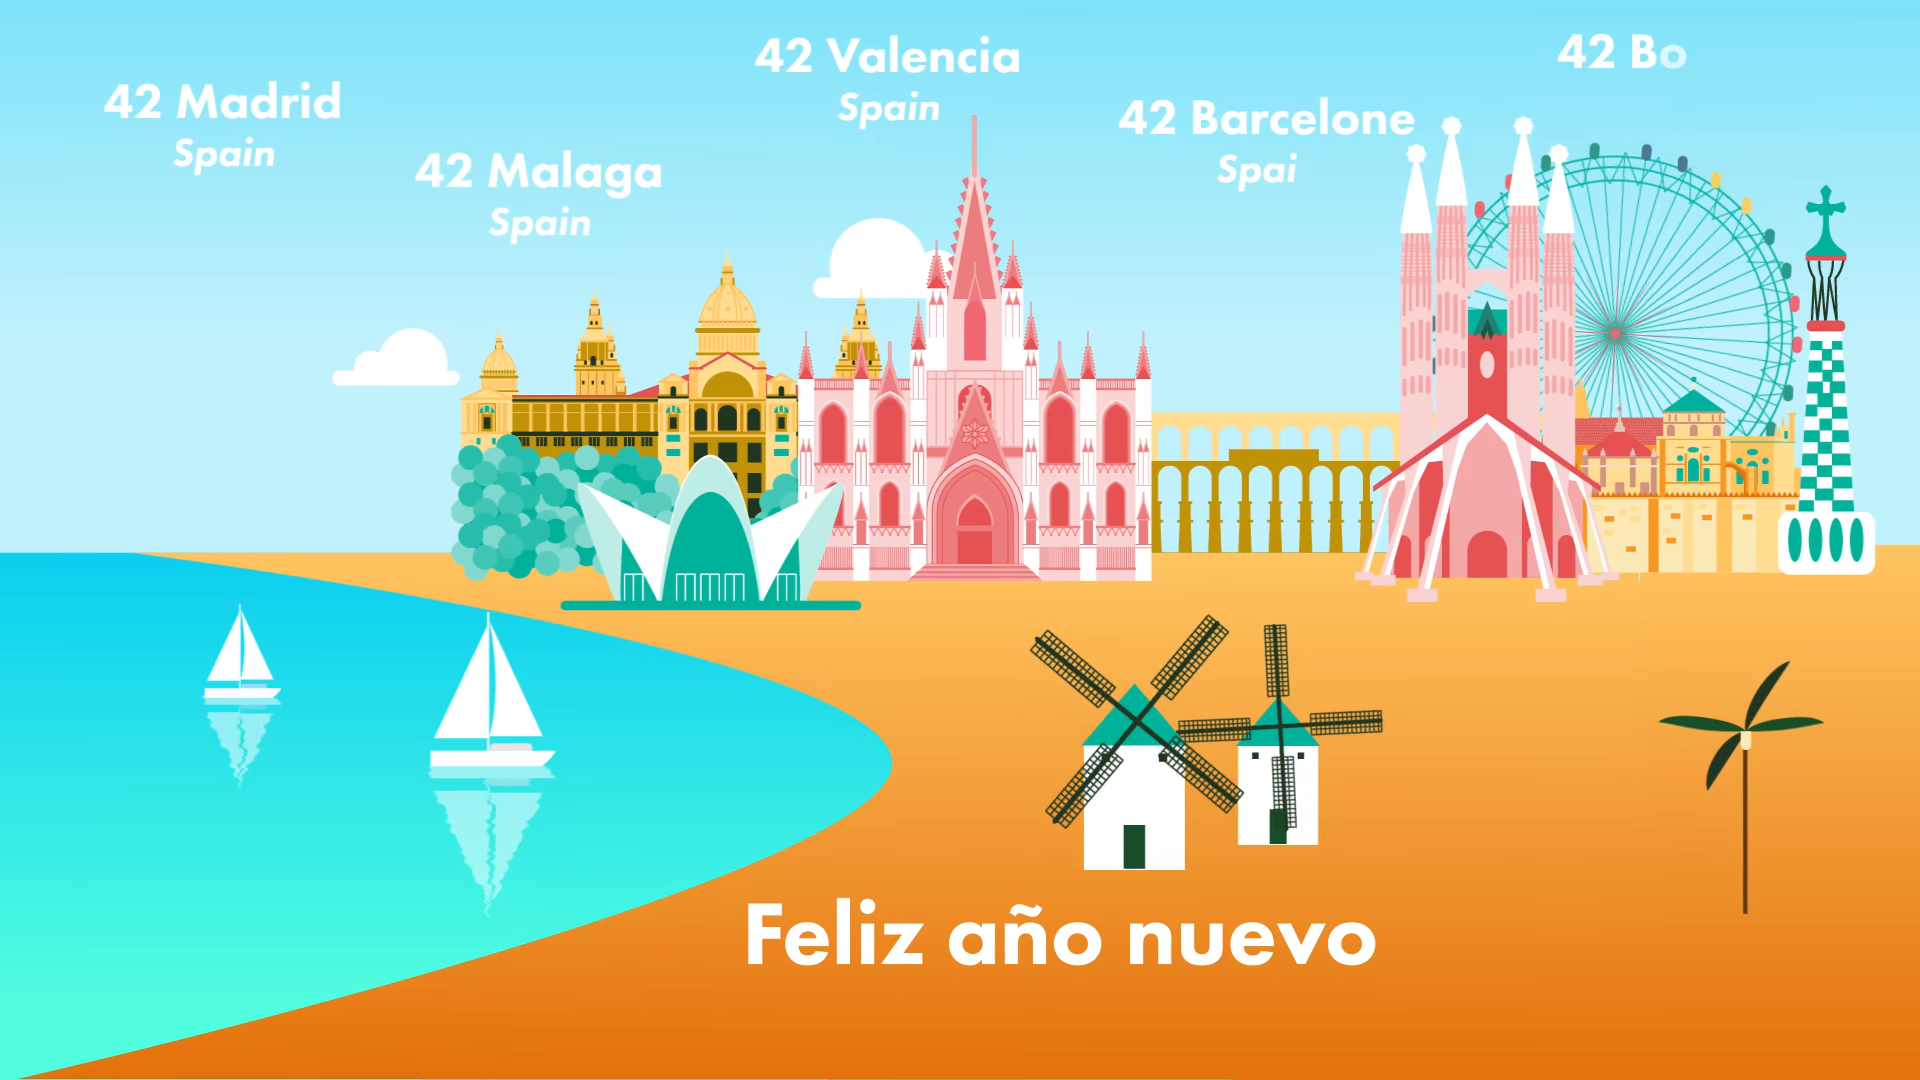 42 Madrid
Spain
42 Malaga
Spain
42 Valencia
Spain
42 Barcelone
Spai
42 Bo
Feliz año nuevo